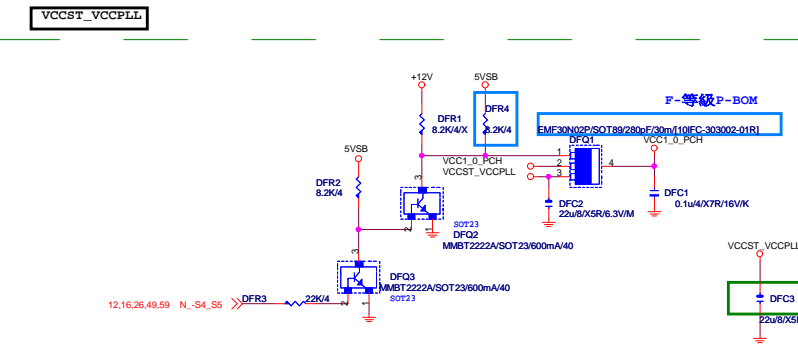 VCCST_VCCPLL
+12V
5VSB
F-等級P-BOM
DFR1
8.2K/4/X
DFR4
8.2K/4
EMF30N02P/SOT89/280pF/30m/[10IFC-303002-01R]
DFQ1
VCC1_0_PCH
5VSB
VCC1_0_PCH
VCCST_VCCPLL
1
2
3
4
DFR2
8.2K/4
3
DFC1
0.1u/4/X7R/16V/K
DFC2
22u/8/X5R/6.3V/M
2
1
SOT23
DFQ2
MMBT2222A/SOT23/600mA/40
VCCST_VCCPLL
3
DFQ3
MMBT2222A/SOT23/600mA/40
SOT23
12,16,26,49,59 N_-S4_S5
DFR3
22K/4
2
1
DFC3
22u/8/X5